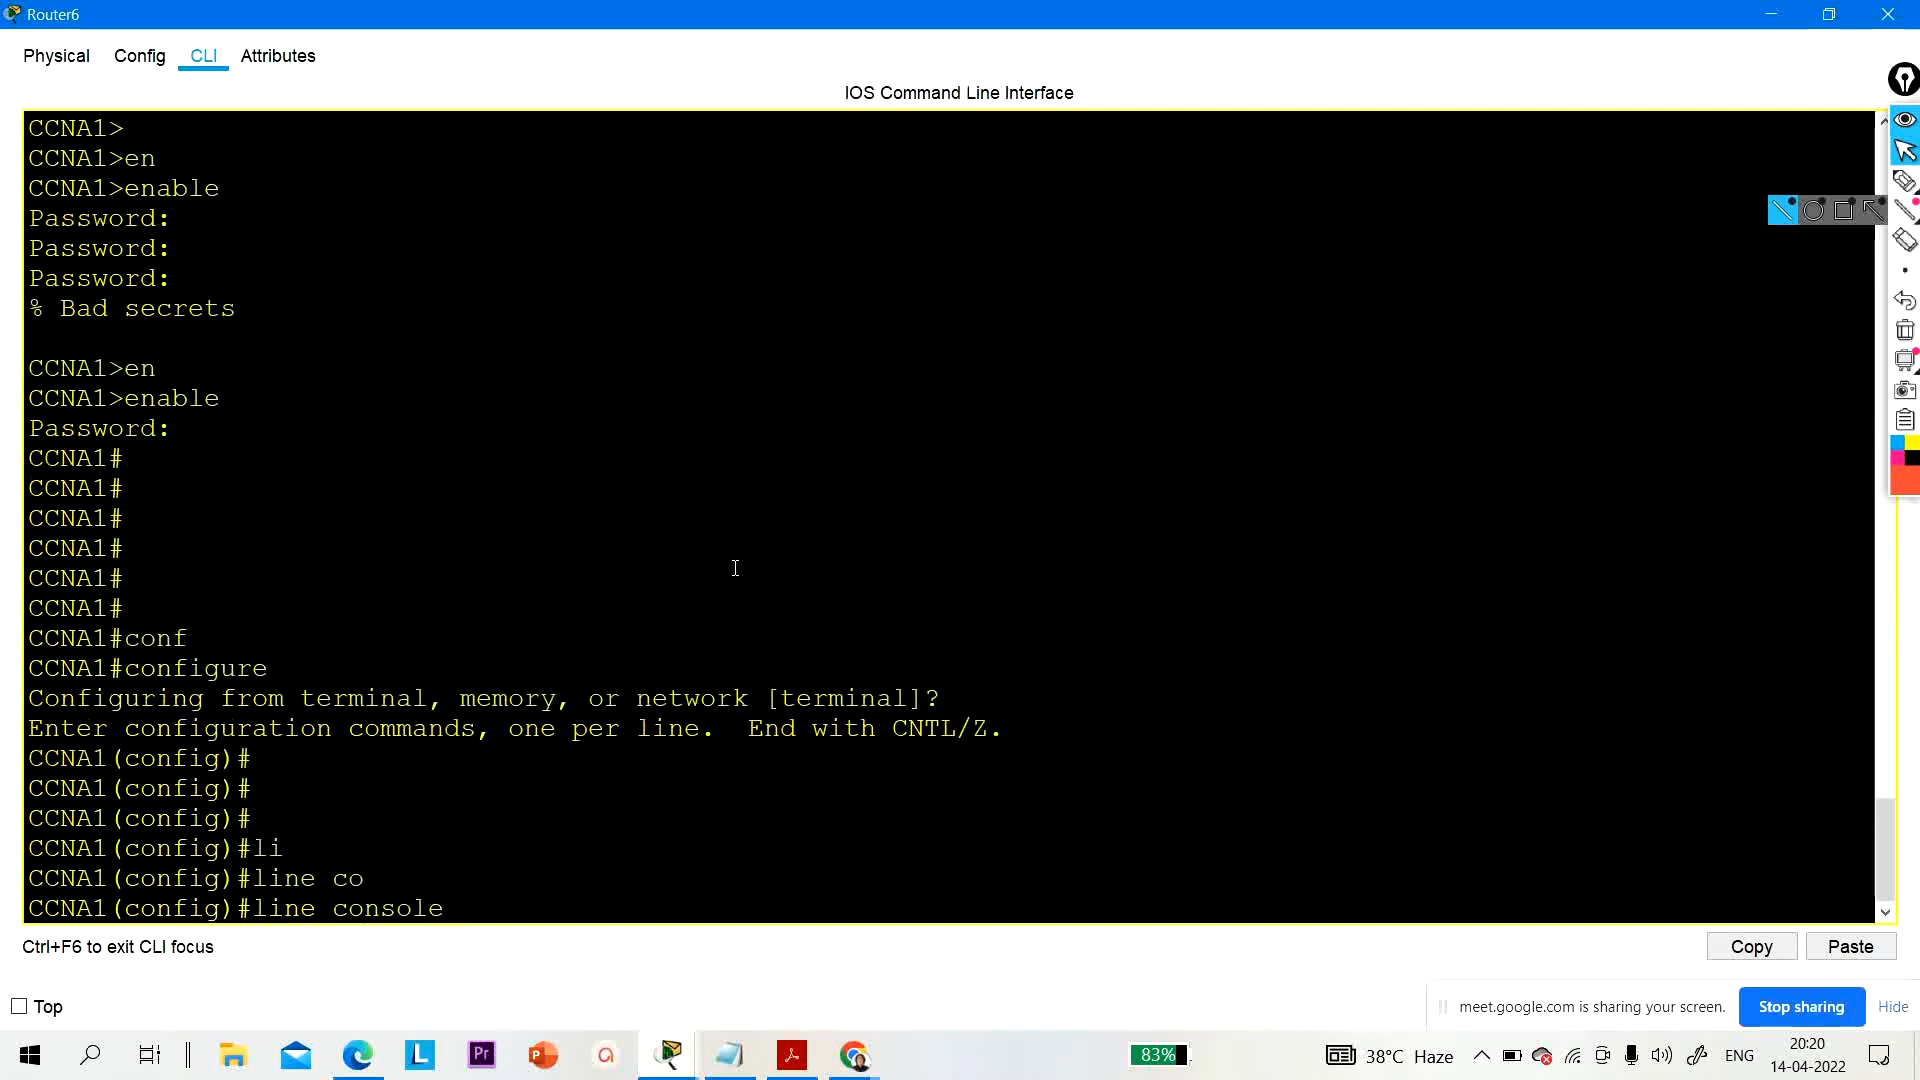 Router6
Physical Config CLI Attributes
IOS Command Line Interface
CCNA1>
CCNA1>en
CCNA1>enable
Password:
Password:
Password:
% Bad secrets
CCNA1>en
CCNA1>enable
Password:
CCNA1#
CCNA1#
CCNA1#
CCNA1#
CCNA1#
CCNA1#
CCNA1#conf
CCNA1#configure
Configuring from terminal, memory, or network [terminal]?
Enter configuration commands, one per line.  End with CNTL/Z.
CCNA1(config)#
CCNA1(config)#
CCNA1(config)#
CCNA1(config)#li
CCNA1(config)#line co
CCNA1(config)#line console
Ctrl+F6 to exit CLI focus
Copy Paste
Top
meet.google.com is sharing your screen. Stop sharing Hide
L Pr P a 83% 38°C Haze ENG 20:20
14-04-2022